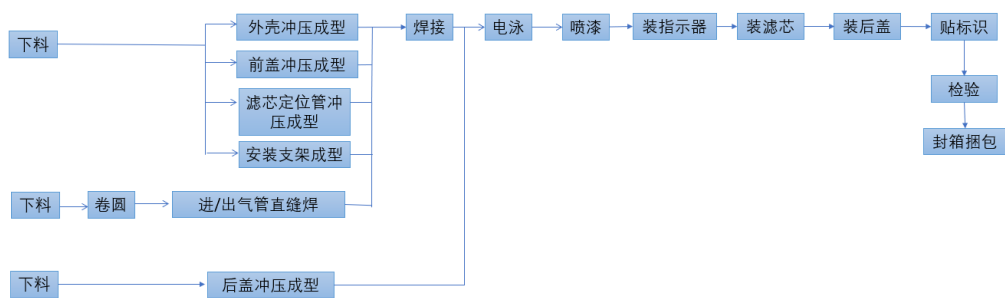 下料
外壳冲压成型
前盖冲压成型
滤芯定位管冲
压成型
安装支架成型
焊接
电泳
喷漆
装指示器
装滤芯
装后盖
贴标识
检验
封箱捆包
下料
卷圆
进/出气管直缝焊
下料
后盖冲压成型